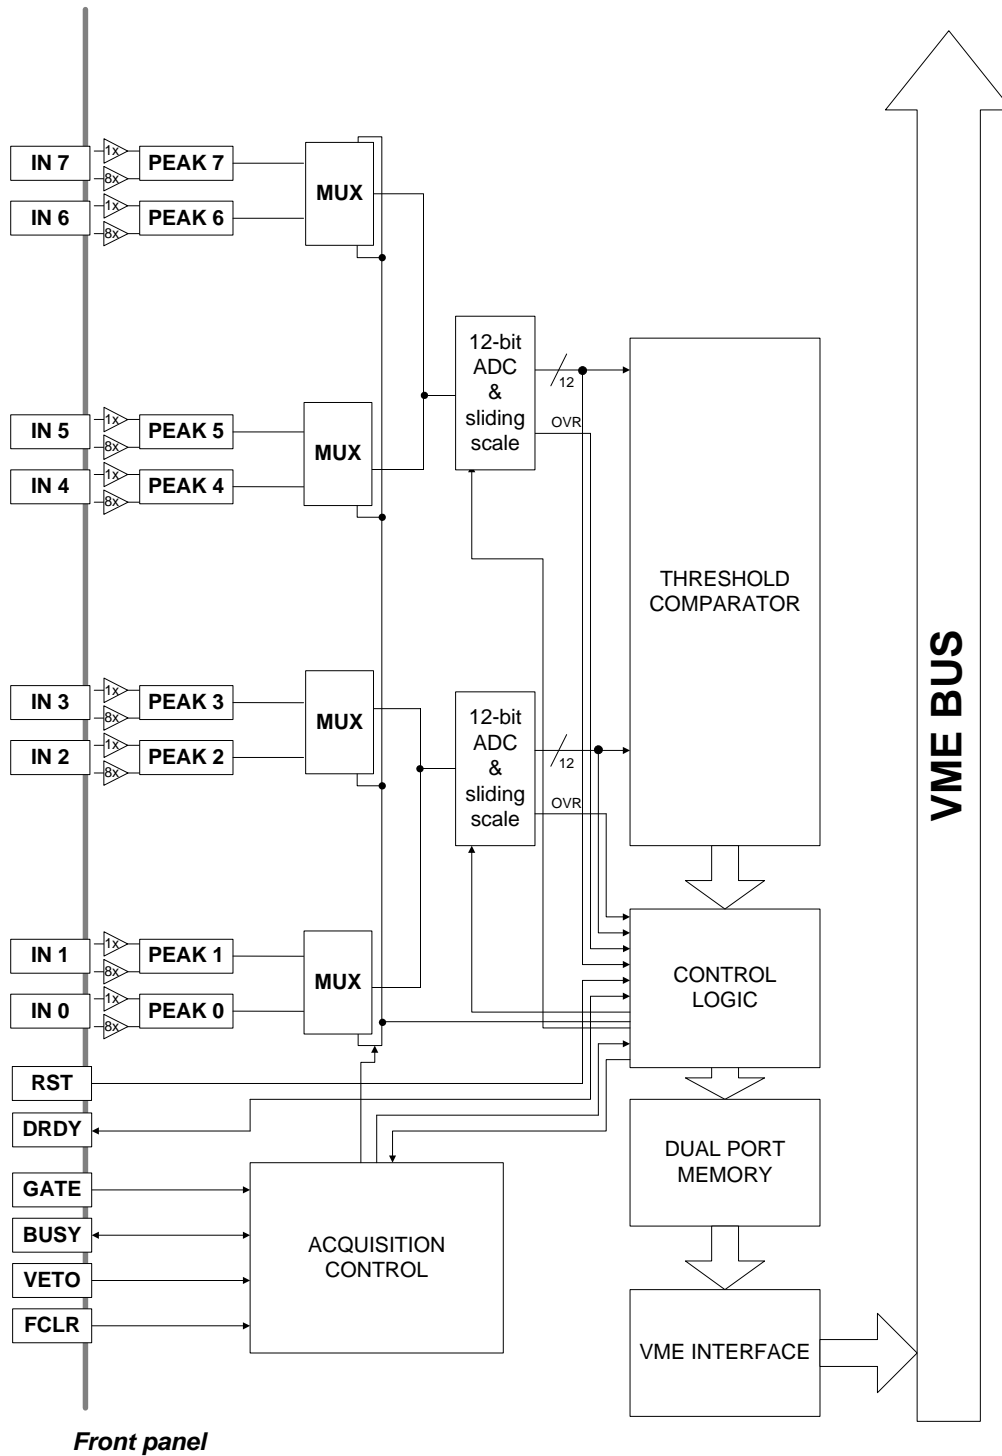 IN 7
1x
8x
PEAK 7
IN 6
1x
8x
PEAK 6
MUX
IN 5
1x
8x
PEAK 5
IN 4
1x
8x
PEAK 4
MUX
12-bit
ADC
&
sliding
scale
12
OVR
THRESHOLD
COMPARATOR
IN 3
1x
8x
PEAK 3
IN 2
1x
8x
PEAK 2
MUX
12-bit
ADC
&
sliding
scale
12
OVR
VME BUS
IN 1
1x
8x
PEAK 1
IN 0
1x
8x
PEAK 0
MUX
CONTROL
LOGIC
RST
DRDY
GATE
BUSY
VETO
FCLR
ACQUISITION
CONTROL
DUAL PORT
MEMORY
VME INTERFACE
Front panel